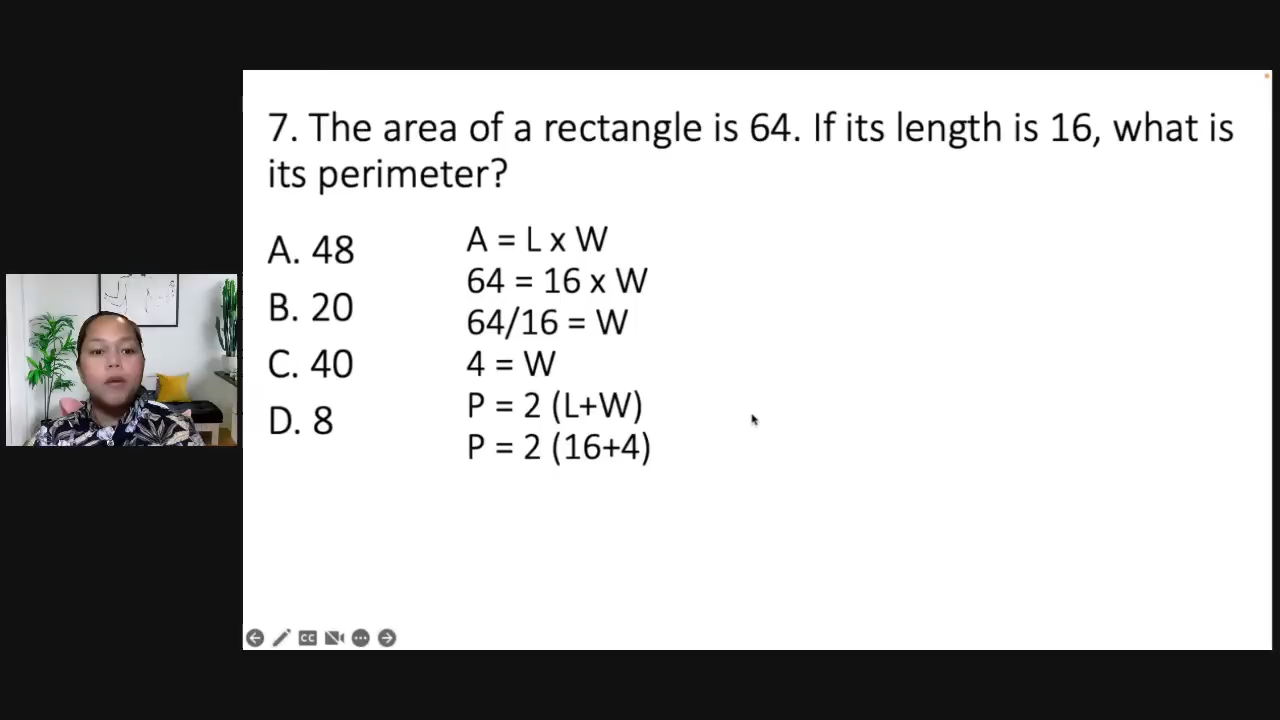 7. The area of a rectangle is 64. If its length is 16, what is
its perimeter?
A. 48
B. 20
C. 40
D. 8
A = L x W
64 = 16 x W
64/16 = W
4 = W
P = 2 (L+W)
P = 2 (16+4)
CC